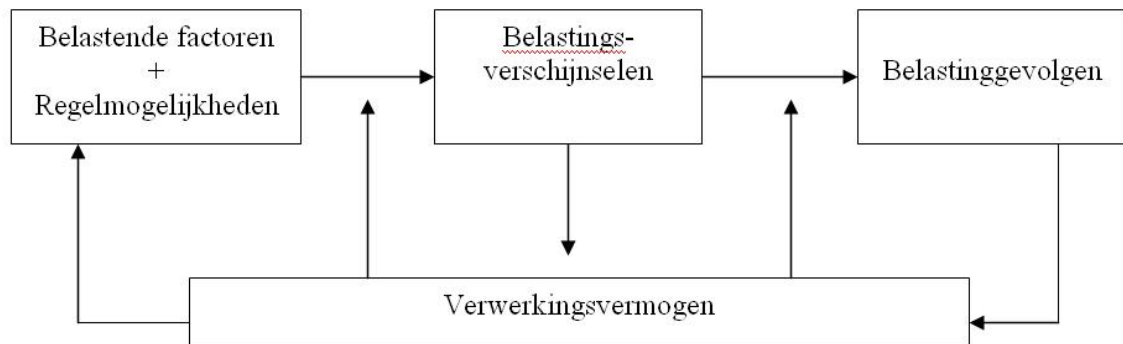 Belastende factoren
+
Regelmogelijkheden
Belastings-
verschijnselen
Belastinggevolgen
Verwerkingsvermogen